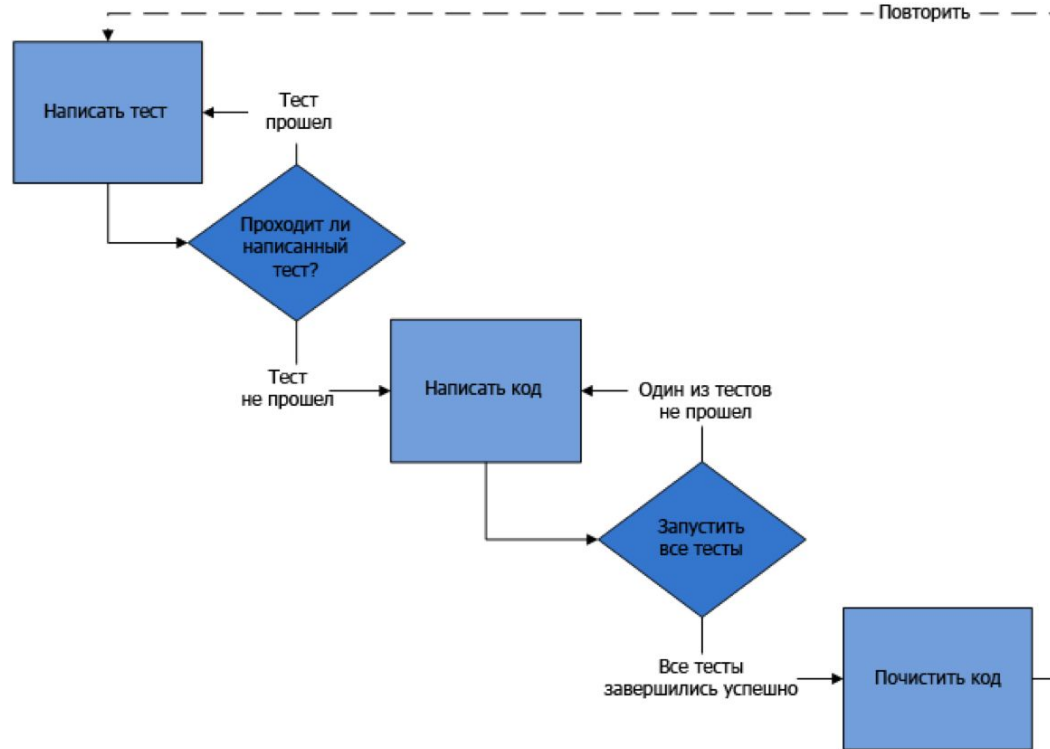 Повторить
Написать тест
Тест
прошел
Проходит ли
написанный
тест?
Тест
не прошел
Написать код
Один из тестов
не прошел
Запустить
все тесты
Все тесты
завершились успешно
Почистить код